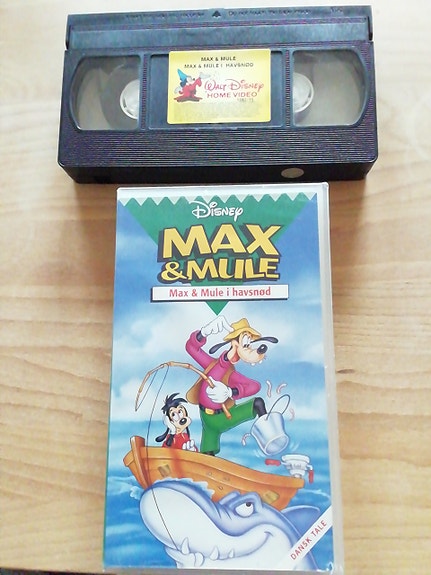 MAX & MULE
MAX & MULE I HAVSNØD
WALT DISNEY
HOME VIDEO
DISNEY
MAX
& MULE
Max & Mule i havsnød
DANSK TALE